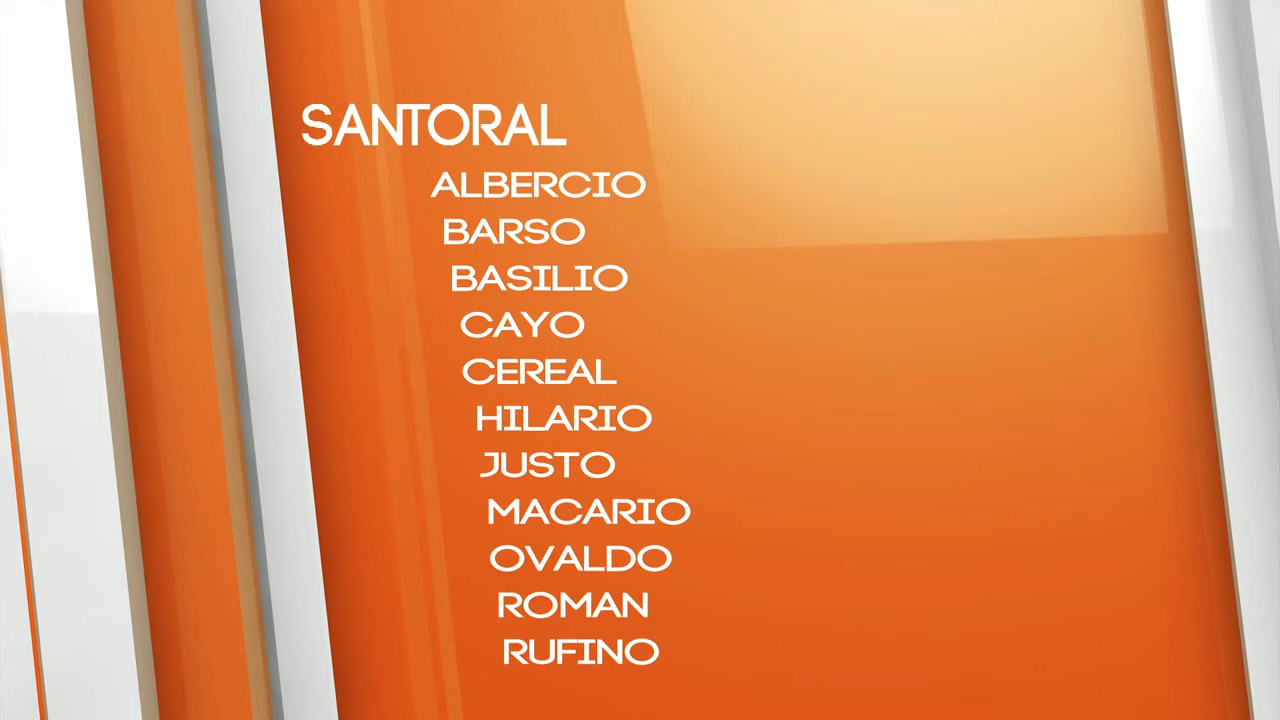 SANTORAL
ALBERCIO
BARSO
BASILIO
CAYO
CEREAL
HILARIO
JUSTO
MACARIO
OVALDO
ROMAN
RUFINO